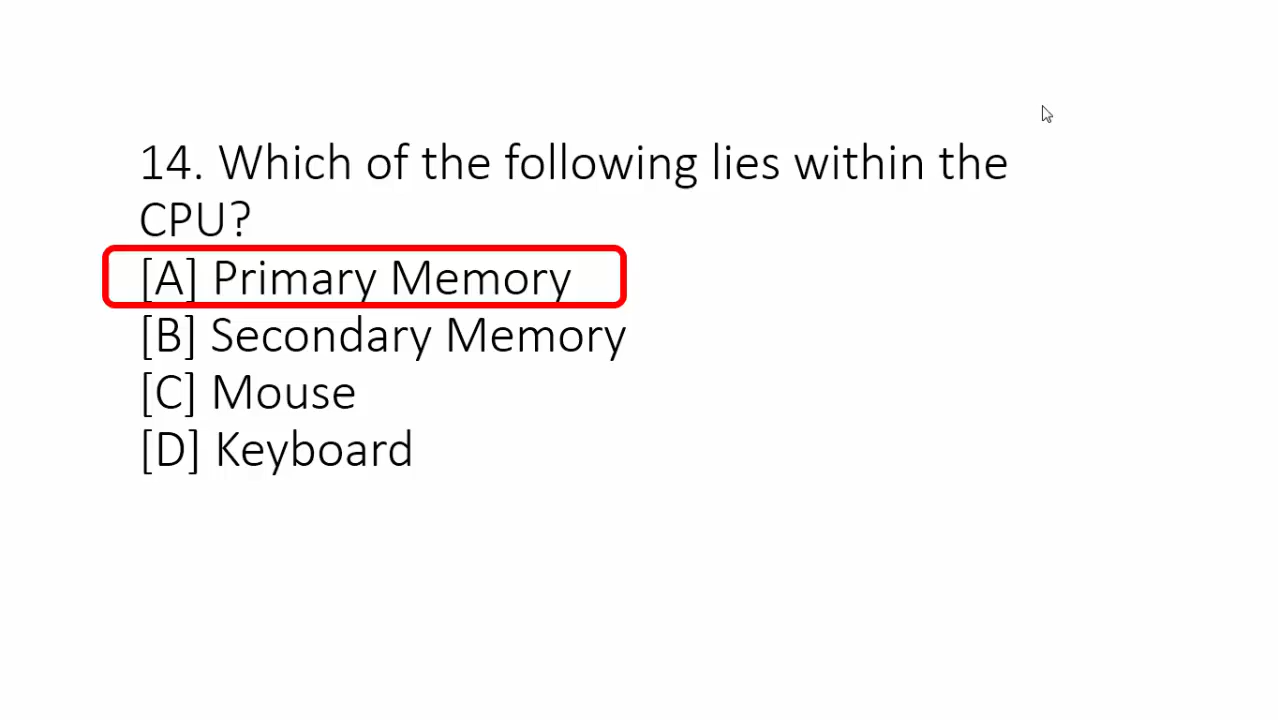 14. Which of the following lies within the
CPU?
[A] Primary Memory
[B] Secondary Memory
[C] Mouse
[D] Keyboard